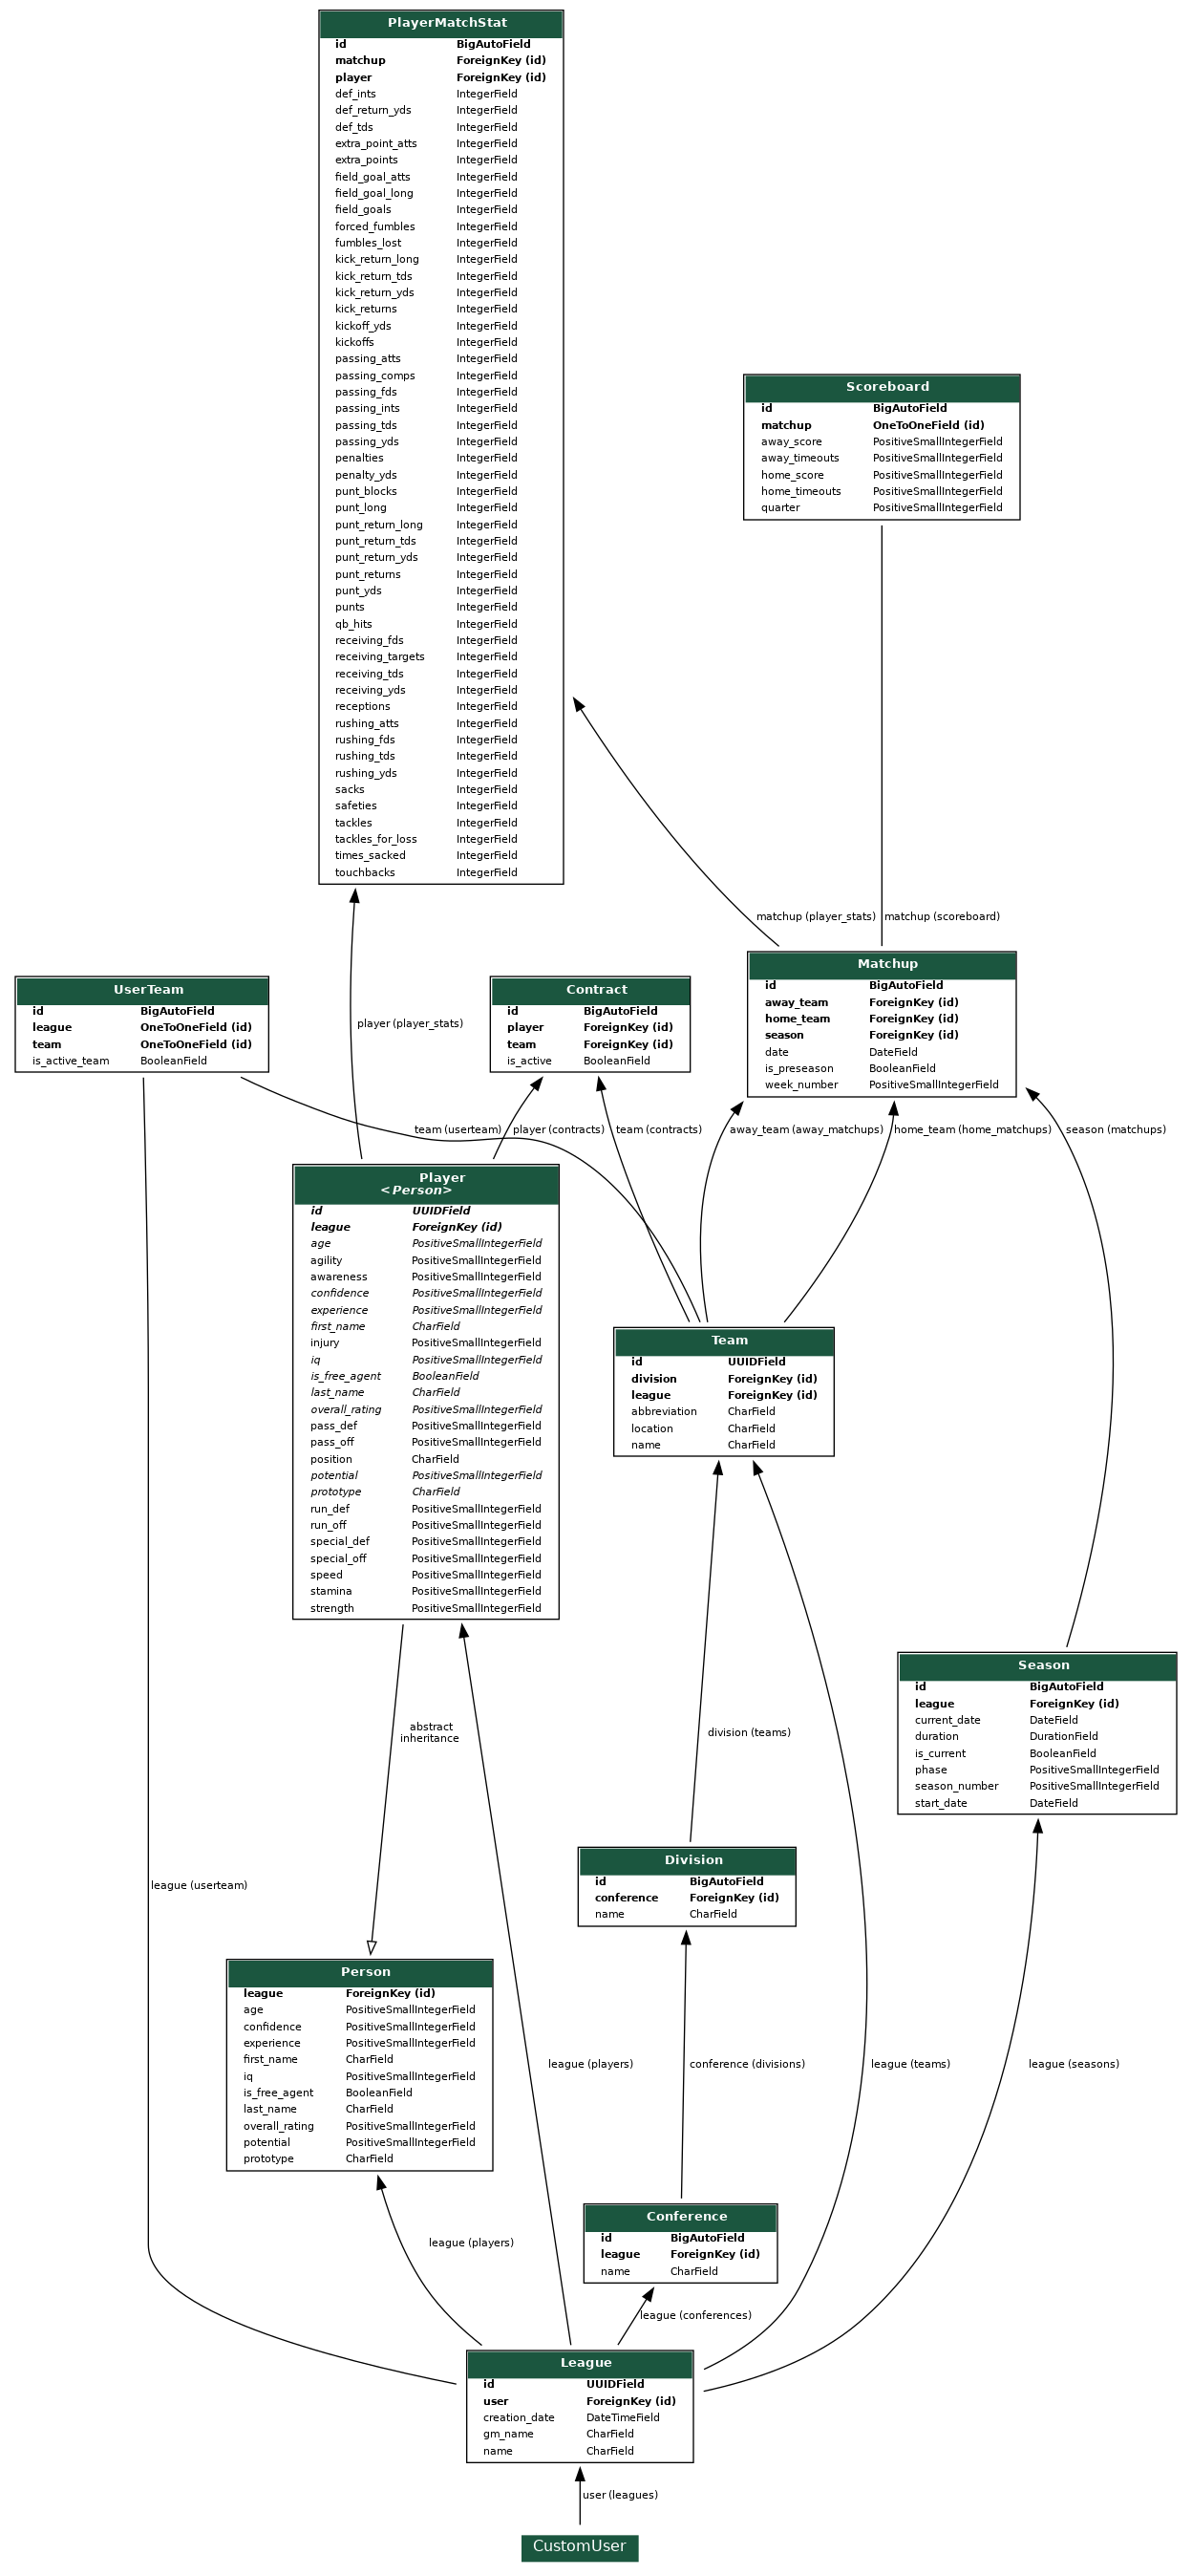 PlayerMatchStat
id BigAutoField
matchup ForeignKey (id)
player ForeignKey (id)
def_ints IntegerField
def_return_yds IntegerField
def_tds IntegerField
extra_point_atts IntegerField
extra_points IntegerField
field_goal_atts IntegerField
field_goal_long IntegerField
field_goals IntegerField
forced_fumbles IntegerField
fumbles_lost IntegerField
kick_return_long IntegerField
kick_return_tds IntegerField
kick_return_yds IntegerField
kick_returns IntegerField
kickoff_yds IntegerField
kickoffs IntegerField
passing_atts IntegerField
passing_comps IntegerField
passing_fds IntegerField
passing_ints IntegerField
passing_tds IntegerField
passing_yds IntegerField
penalties IntegerField
penalty_yds IntegerField
punt_blocks IntegerField
punt_long IntegerField
punt_return_long IntegerField
punt_return_tds IntegerField
punt_return_yds IntegerField
punt_returns IntegerField
punt_yds IntegerField
punts IntegerField
qb_hits IntegerField
receiving_fds IntegerField
receiving_targets IntegerField
receiving_tds IntegerField
receiving_yds IntegerField
receptions IntegerField
rushing_atts IntegerField
rushing_fds IntegerField
rushing_tds IntegerField
rushing_yds IntegerField
sacks IntegerField
safeties IntegerField
tackles IntegerField
tackles_for_loss IntegerField
times_sacked IntegerField
touchbacks IntegerField
Scoreboard
id BigAutoField
matchup OneToOneField (id)
away_score PositiveSmallIntegerField
away_timeouts PositiveSmallIntegerField
home_score PositiveSmallIntegerField
home_timeouts PositiveSmallIntegerField
quarter PositiveSmallIntegerField
matchup (player_stats)
matchup (scoreboard)
UserTeam
id BigAutoField
league OneToOneField (id)
team OneToOneField (id)
is_active_team BooleanField
player (player_stats)
Contract
id BigAutoField
player ForeignKey (id)
team ForeignKey (id)
is_active BooleanField
Matchup
id BigAutoField
away_team ForeignKey (id)
home_team ForeignKey (id)
season ForeignKey (id)
date DateField
is_preseason BooleanField
week_number PositiveSmallIntegerField
team (userteam)
player (contracts)
team (contracts)
away_team (away_matchups)
home_team (home_matchups)
season (matchups)
Player
<Person>
id UUIDField
league ForeignKey (id)
age PositiveSmallIntegerField
agility PositiveSmallIntegerField
awareness PositiveSmallIntegerField
confidence PositiveSmallIntegerField
experience PositiveSmallIntegerField
first_name CharField
injury PositiveSmallIntegerField
iq PositiveSmallIntegerField
is_free_agent BooleanField
last_name CharField
overall_rating PositiveSmallIntegerField
pass_def PositiveSmallIntegerField
pass_off PositiveSmallIntegerField
position CharField
potential PositiveSmallIntegerField
prototype CharField
run_def PositiveSmallIntegerField
run_off PositiveSmallIntegerField
special_def PositiveSmallIntegerField
special_off PositiveSmallIntegerField
speed PositiveSmallIntegerField
stamina PositiveSmallIntegerField
strength PositiveSmallIntegerField
Team
id UUIDField
division ForeignKey (id)
league ForeignKey (id)
abbreviation CharField
location CharField
name CharField
Season
id BigAutoField
league ForeignKey (id)
current_date DateField
duration DurationField
is_current BooleanField
phase PositiveSmallIntegerField
season_number PositiveSmallIntegerField
start_date DateField
abstract
inheritance
division (teams)
league (userteam)
Division
id BigAutoField
conference ForeignKey (id)
name CharField
Person
league ForeignKey (id)
age PositiveSmallIntegerField
confidence PositiveSmallIntegerField
experience PositiveSmallIntegerField
first_name CharField
iq PositiveSmallIntegerField
is_free_agent BooleanField
last_name CharField
overall_rating PositiveSmallIntegerField
potential PositiveSmallIntegerField
prototype CharField
league (players)
conference (divisions)
league (teams)
league (seasons)
league (players)
Conference
id BigAutoField
league ForeignKey (id)
name CharField
league (conferences)
League
id UUIDField
user ForeignKey (id)
creation_date DateTimeField
gm_name CharField
name CharField
user (leagues)
CustomUser